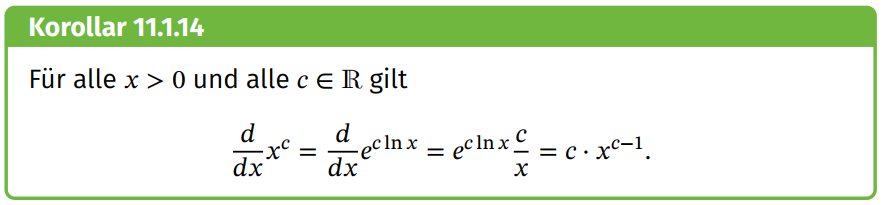 Korollar 11.1.14
Für alle x > 0 und alle c ∈ ℝ gilt
d/dx x^c = d/dx e^{c ln x} = e^{c ln x} c/x = c · x^{c−1}.